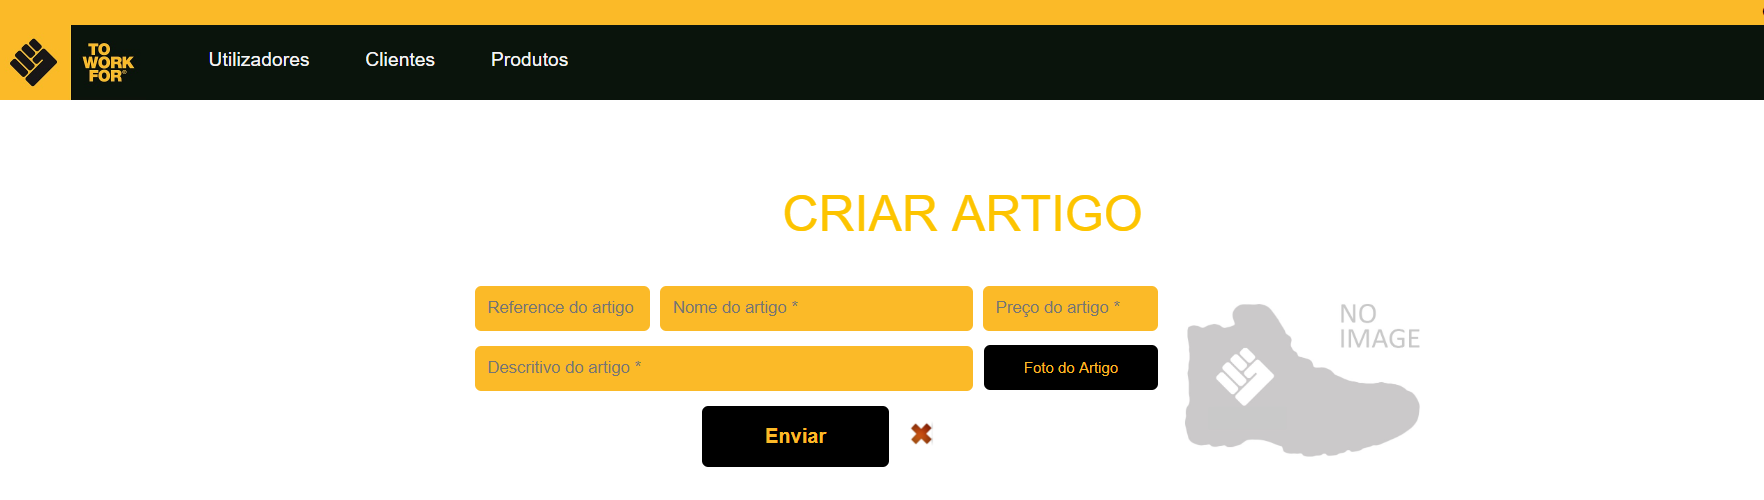 TO
WORK
FOR®
Utilizadores Clientes Produtos
CRIAR ARTIGO
Reference do artigo Nome do artigo * Preço do artigo *
Descritivo do artigo * Foto do Artigo
Enviar
NO
IMAGE